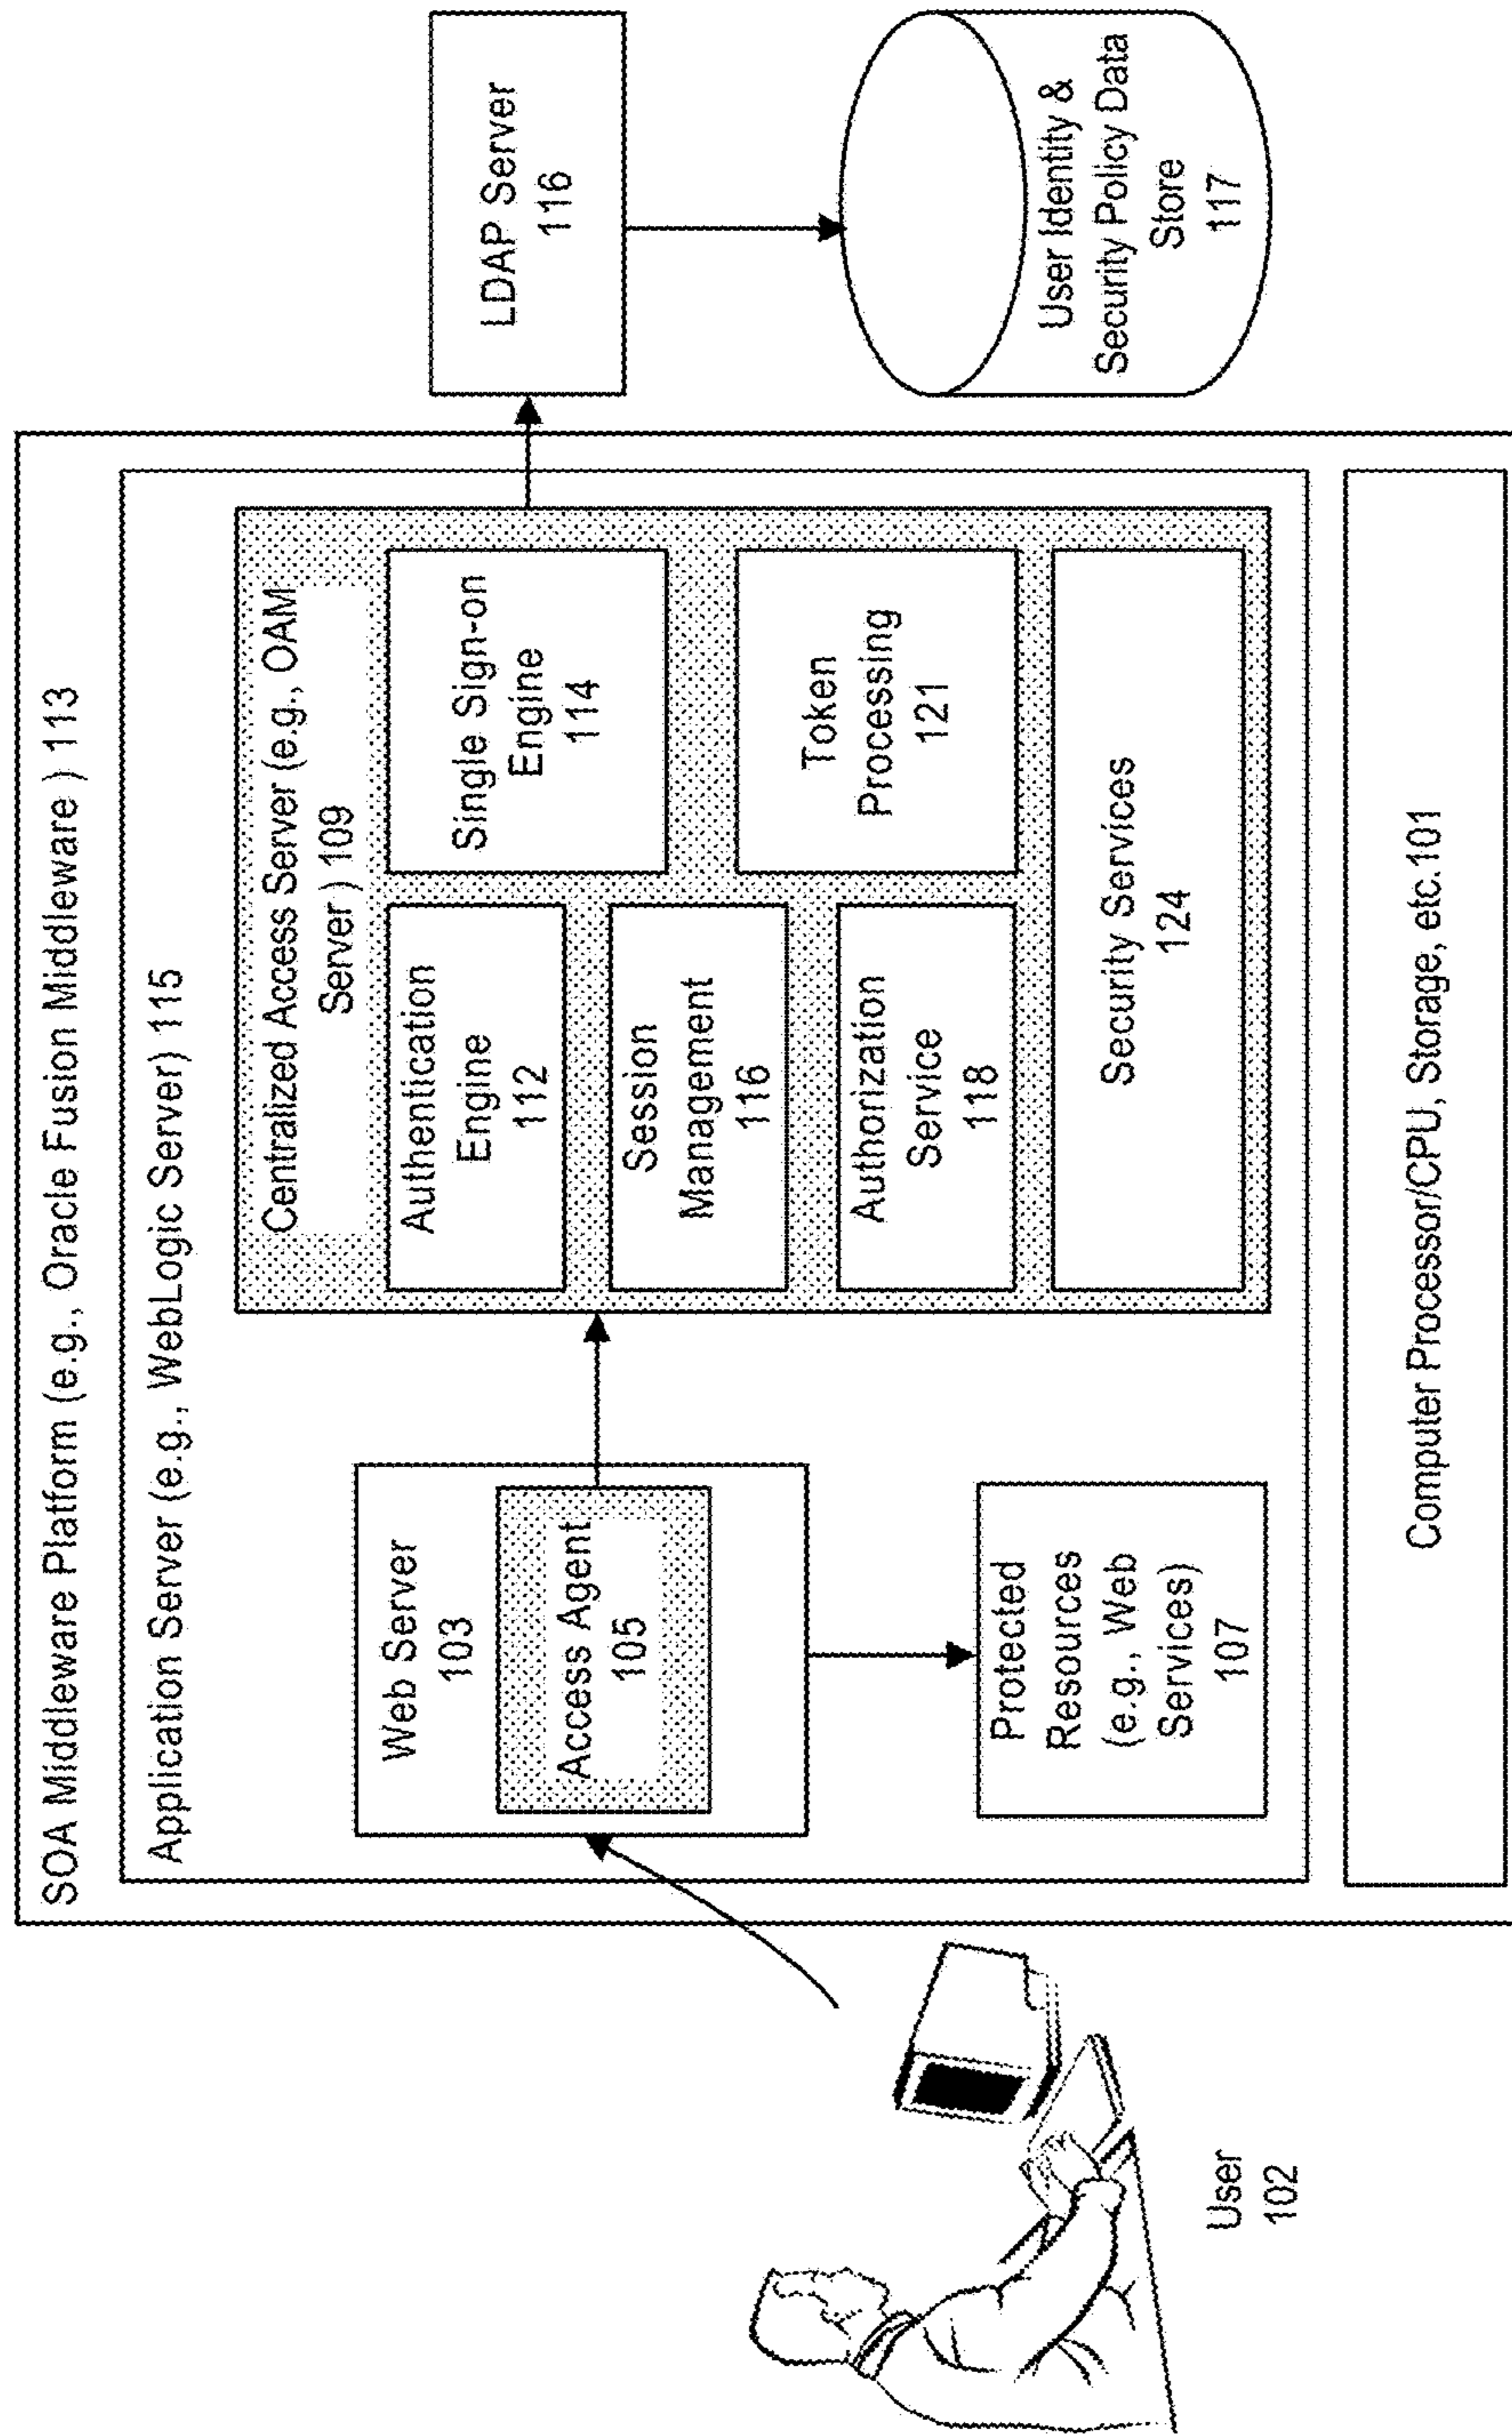 SOA Middleware Platform (e.g., Oracle Fusion Middleware ) 113
Application Server (e.g., WebLogic Server) 115
Web Server
103
Access Agent
105
Protected
Resources
(e.g., Web
Services)
107
Centralized Access Server (e.g., OAM
Server ) 109
Authentication
Engine
112
Single Sign-on
Engine
114
Session
Management
116
Token
Processing
121
Authorization
Service
118
Security Services
124
Computer Processor/CPU, Storage, etc.101
LDAP Server
116
User Identity &
Security Policy Data
Store
117
User
102